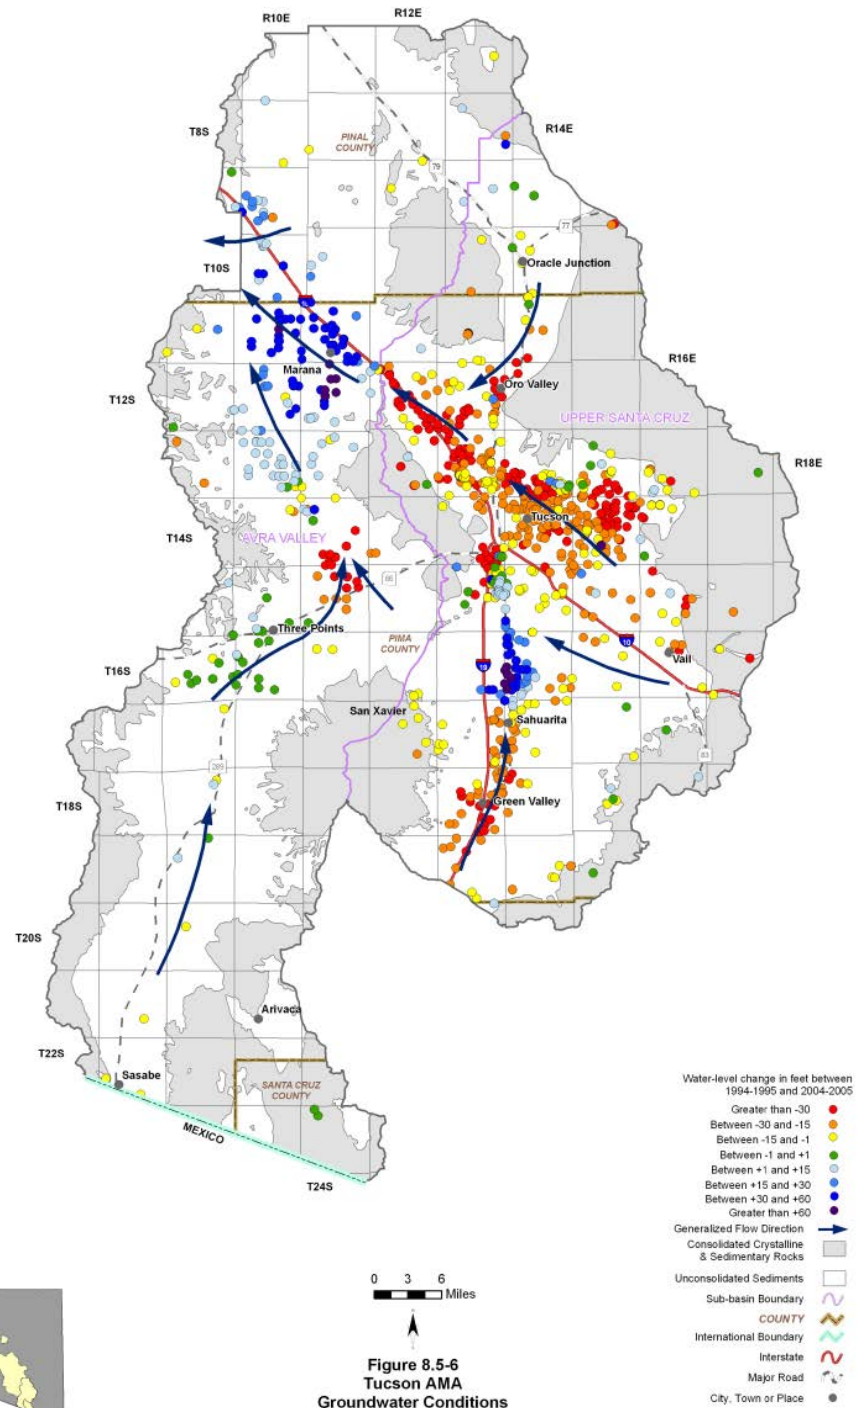 R12E
R10E
R14E
T8S
PINAL
COUNTY
79
77
Oracle Junction
T10S
10
R16E
Marana
Oro Valley
T12S
UPPER SANTA CRUZ
R18E
Tucson
T14S
AVRA VALLEY
86
Three Points
PIMA
COUNTY
10
Vail
T16S
19
San Xavier
Sahuarita
83
T18S
Green Valley
T20S
Arivaca
T22S
Sasabe
SANTA CRUZ
COUNTY
MEXICO
T24S
Water-level change in feet between
1994-1995 and 2004-2005
Greater than -30
Between -30 and -15
Between -15 and -1
Between -1 and +1
Between +1 and +15
Between +15 and +30
Between +30 and +60
Greater than +60
Generalized Flow Direction
Consolidated Crystalline
& Sedimentary Rocks
Unconsolidated Sediments
Sub-basin Boundary
COUNTY
International Boundary
Interstate
Major Road
City, Town or Place
0 3 6
Miles
Figure 8.5-6
Tucson AMA
Groundwater Conditions